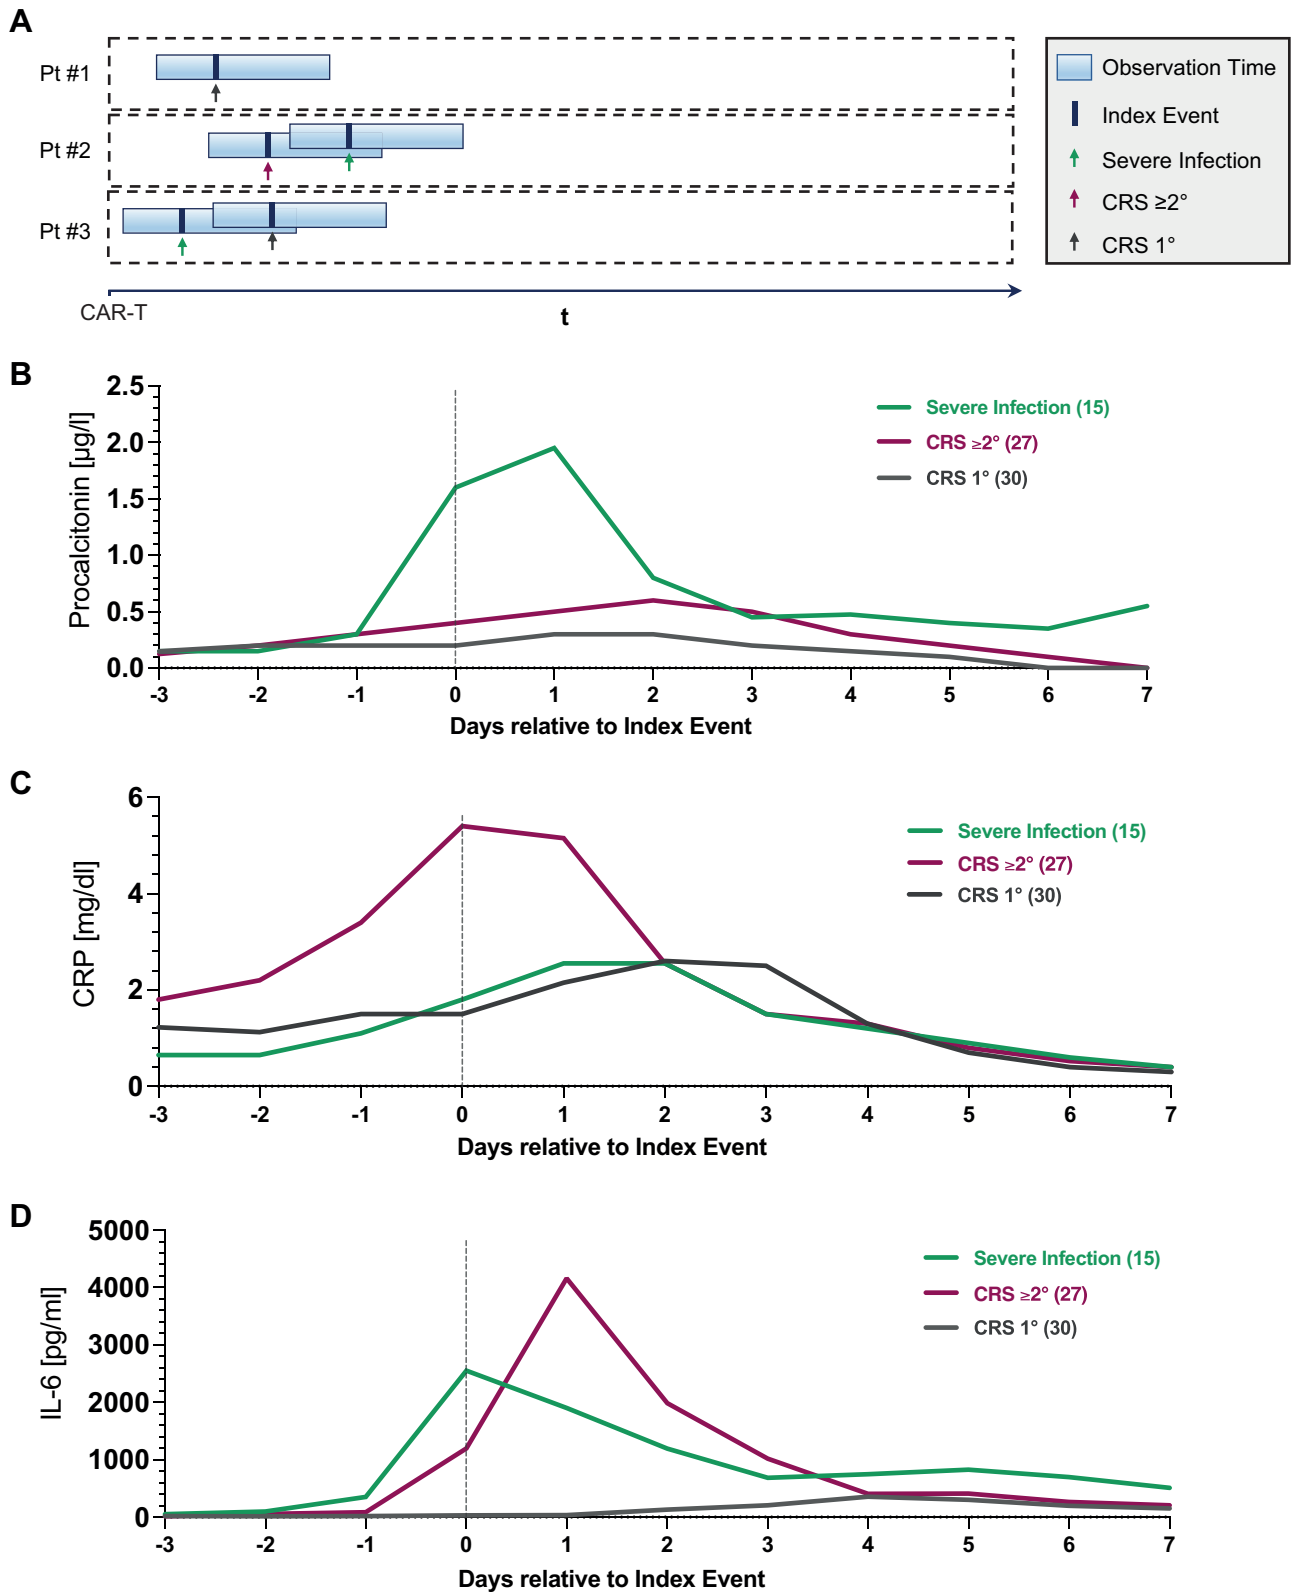 A
Pt #1
Pt #2
Pt #3
CAR-T
t
Observation Time
Index Event
Severe Infection
CRS ≥2°
CRS 1°
B
Procalcitonin [µg/l]
2.5
2.0
1.5
1.0
0.5
0.0
-3 -2 -1 0 1 2 3 4 5 6 7
Days relative to Index Event
Severe Infection (15)
CRS ≥2° (27)
CRS 1° (30)
C
CRP [mg/dl]
6
4
2
0
-3 -2 -1 0 1 2 3 4 5 6 7
Days relative to Index Event
Severe Infection (15)
CRS ≥2° (27)
CRS 1° (30)
D
IL-6 [pg/ml]
5000
4000
3000
2000
1000
0
-3 -2 -1 0 1 2 3 4 5 6 7
Days relative to Index Event
Severe Infection (15)
CRS ≥2° (27)
CRS 1° (30)